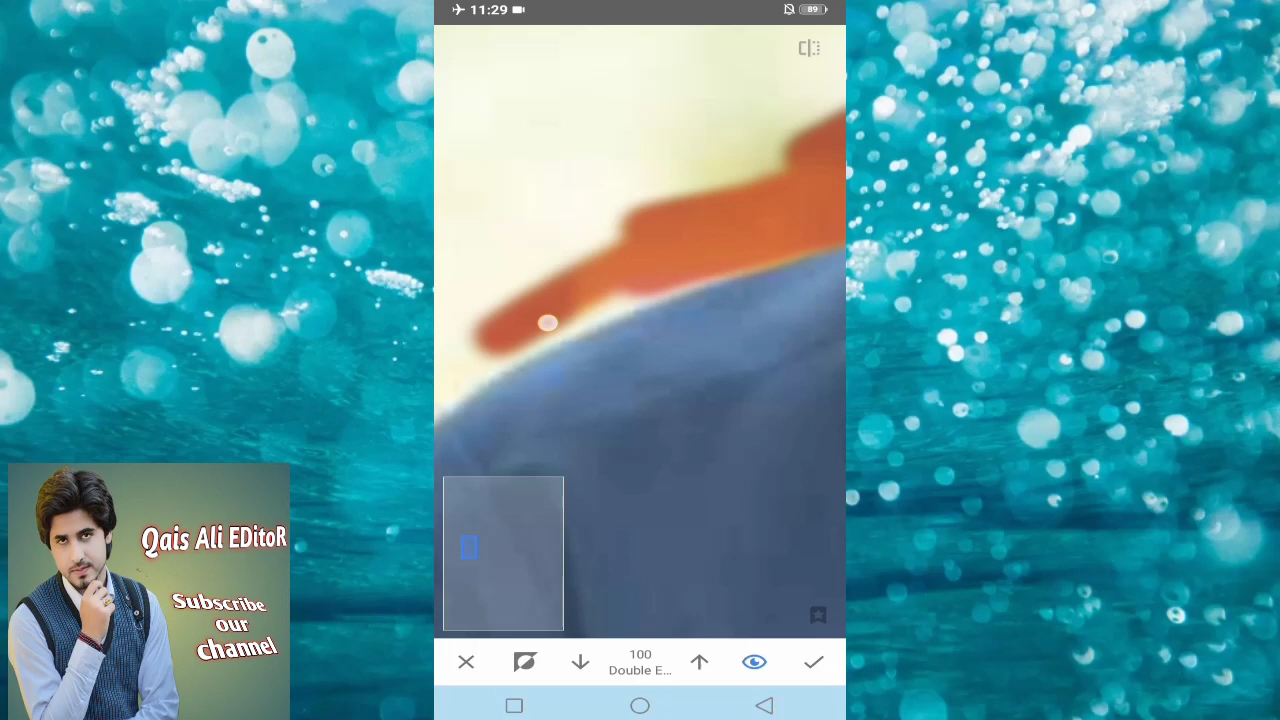 11:29
89
Qais Ali EDitoR
Subscribe
our
channel
100
Double E...